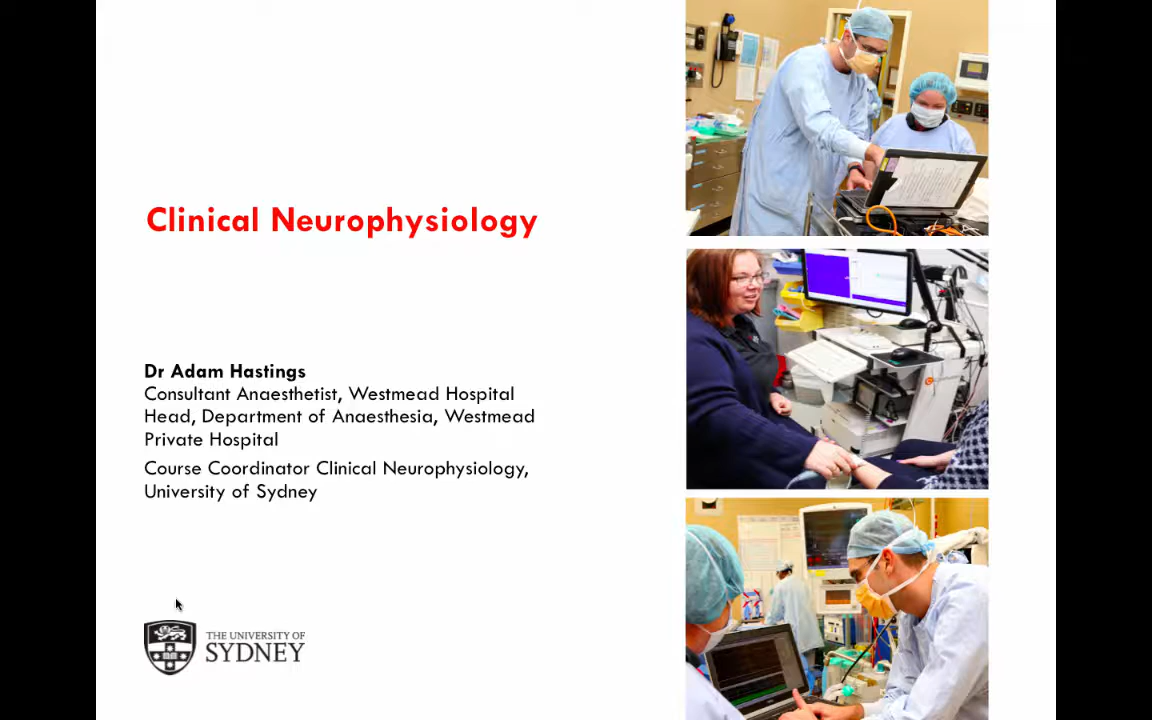 Clinical Neurophysiology
Dr Adam Hastings
Consultant Anaesthetist, Westmead Hospital
Head, Department of Anaesthesia, Westmead
Private Hospital
Course Coordinator Clinical Neurophysiology,
University of Sydney
THE UNIVERSITY OF
SYDNEY